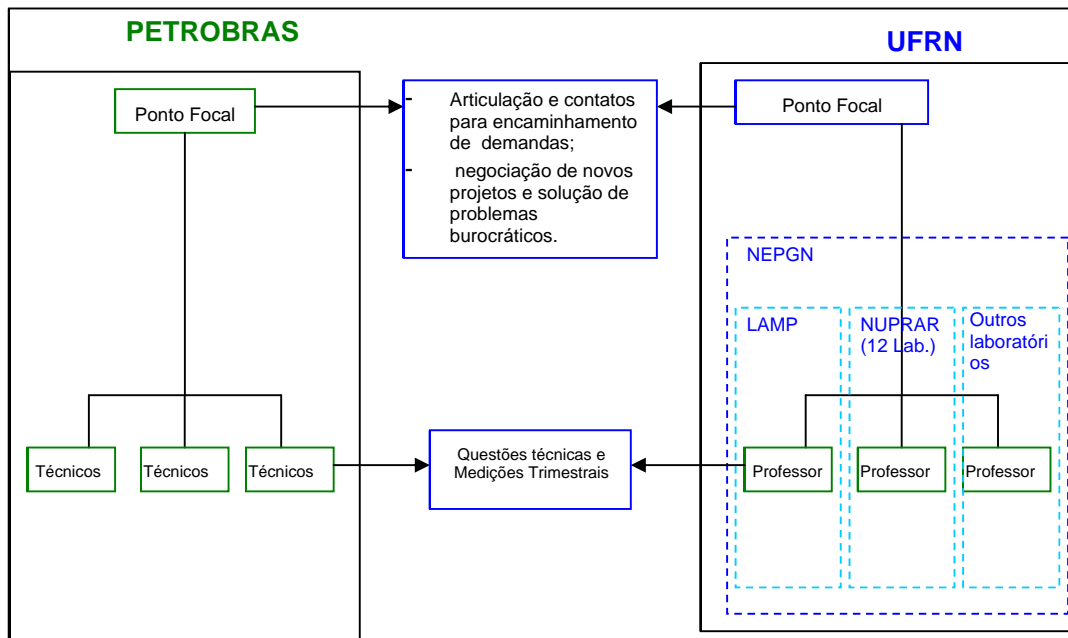 PETROBRAS
UFRN
Ponto Focal
- Articulação e contatos
para encaminhamento
de demandas;
- negociação de novos
projetos e solução de
problemas
burocráticos.
Ponto Focal
NEPGN
LAMP
NUPRAR
(12 Lab.)
Outros
laboratóri
os
Técnicos
Técnicos
Técnicos
Questões técnicas e
Medições Trimestrais
Professor
Professor
Professor